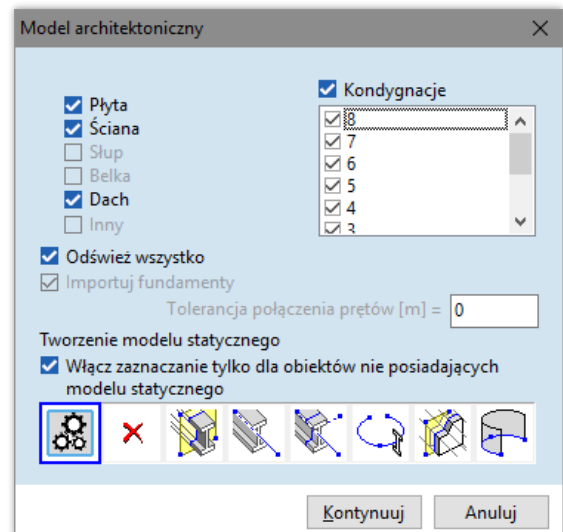 Model architektoniczny
Płyta
Ściana
Słup
Belka
Dach
Inny
Kondygnacje
8
7
6
5
4
3
Odśwież wszystko
Importuj fundamenty
Tolerancja połączenia prętów [m] = 0
Tworzenie modelu statycznego
Włącz zaznaczanie tylko dla obiektów nie posiadających
modelu statycznego
Kontynuuj
Anuluj